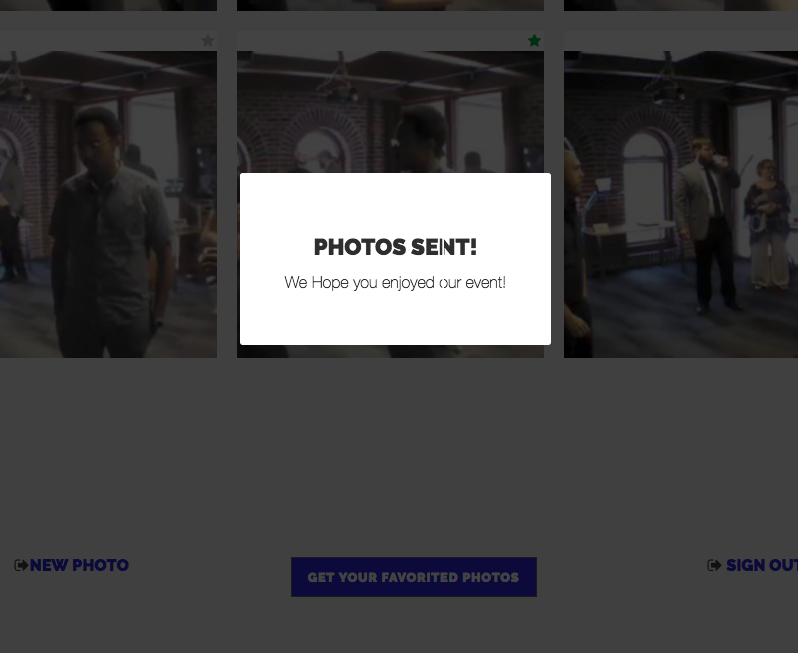 PHOTOS SENT!
We Hope you enjoyed our event!
NEW PHOTO
GET YOUR FAVORITED PHOTOS
SIGN OUT